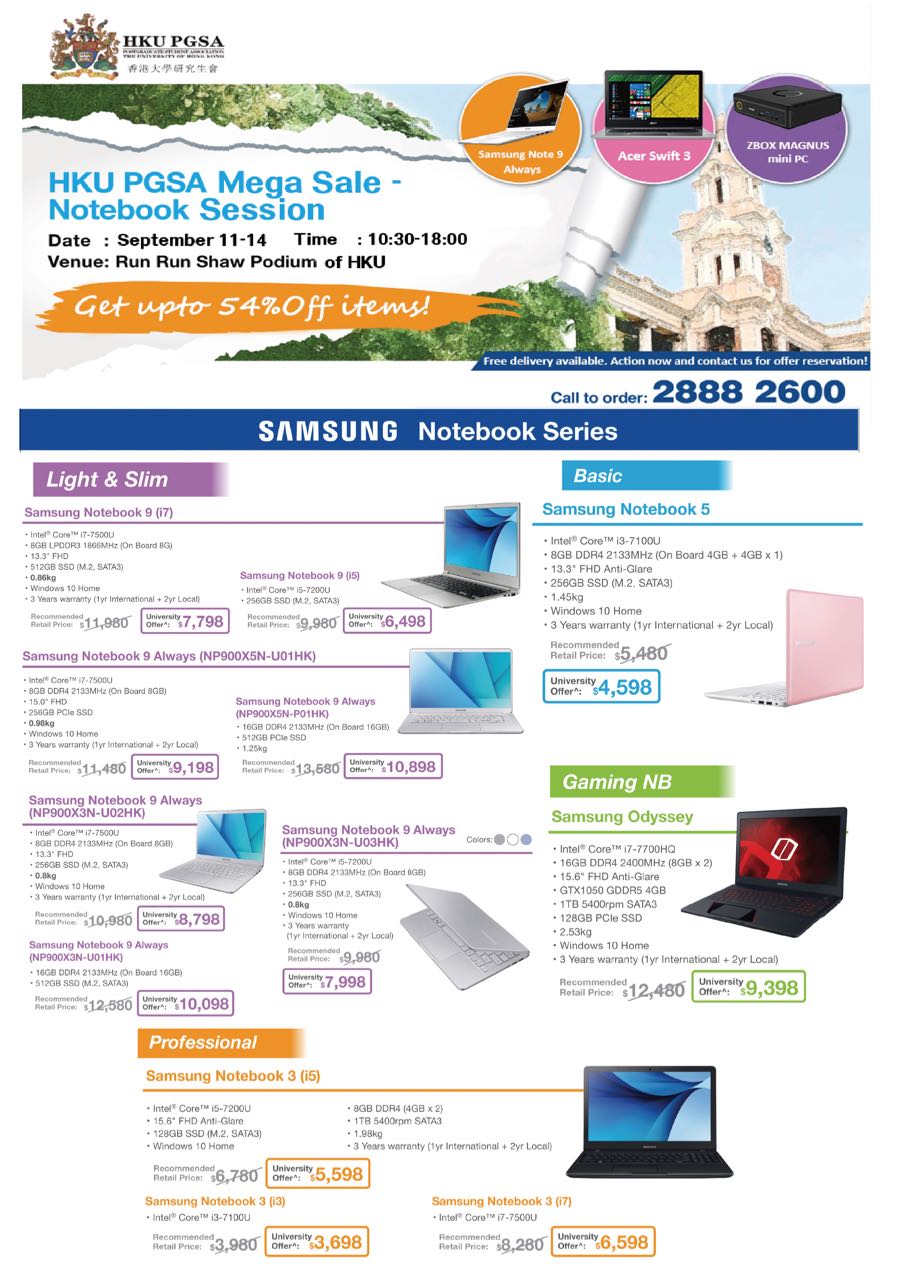 HKU PGSA
POSTGRADUATE STUDENT ASSOCIATION
THE UNIVERSITY OF HONG KONG
香港大學研究生會
Samsung Note 9
Always
Acer Swift 3
ZBOX MAGNUS
mini PC
HKU PGSA Mega Sale -
Notebook Session
Date : September 11-14 Time : 10:30-18:00
Venue: Run Run Shaw Podium of HKU
Get upto 54%Off items!
Free delivery available. Action now and contact us for offer reservation!
Call to order: 2888 2600
SAMSUNG Notebook Series
Light & Slim
Samsung Notebook 9 (i7)
• Intel® Core™ i7-7500U
• 8GB LPDDR3 1866MHz (On Board 8G)
• 13.3" FHD
• 512GB SSD (M.2, SATA3)
• 0.86kg
• Windows 10 Home
• 3 Years warranty (1yr International + 2yr Local)
Recommended
Retail Price: $11,980
University
Offer^: $7,798
Samsung Notebook 9 (i5)
• Intel® Core™ i5-7200U
• 256GB SSD (M.2, SATA3)
Recommended
Retail Price: $9,980
University
Offer^: $6,498
Samsung Notebook 9 Always (NP900X5N-U01HK)
• Intel® Core™ i7-7500U
• 8GB DDR4 2133MHz (On Board 8GB)
• 15.0" FHD
• 256GB PCIe SSD
• 0.98kg
• Windows 10 Home
• 3 Years warranty (1yr International + 2yr Local)
Recommended
Retail Price: $11,480
University
Offer^: $9,198
Samsung Notebook 9 Always
(NP900X5N-P01HK)
• 16GB DDR4 2133MHz (On Board 16GB)
• 512GB PCIe SSD
• 1.25kg
Recommended
Retail Price: $13,580
University
Offer^: $10,898
Samsung Notebook 9 Always
(NP900X3N-U02HK)
• Intel® Core™ i7-7500U
• 8GB DDR4 2133MHz (On Board 8GB)
• 13.3" FHD
• 256GB SSD (M.2, SATA3)
• 0.8kg
• Windows 10 Home
• 3 Years warranty (1yr International + 2yr Local)
Recommended
Retail Price: $10,980
University
Offer^: $8,798
Samsung Notebook 9 Always
(NP900X3N-U01HK)
• 16GB DDR4 2133MHz (On Board 16GB)
• 512GB SSD (M.2, SATA3)
Recommended
Retail Price: $12,580
University
Offer^: $10,098
Samsung Notebook 9 Always
(NP900X3N-U03HK)
Colors:
• Intel® Core™ i5-7200U
• 8GB DDR4 2133MHz (On Board 8GB)
• 13.3" FHD
• 256GB SSD (M.2, SATA3)
• 0.8kg
• Windows 10 Home
• 3 Years warranty
(1yr International + 2yr Local)
Recommended
Retail Price: $9,980
University
Offer^: $7,998
Basic
Samsung Notebook 5
• Intel® Core™ i3-7100U
• 8GB DDR4 2133MHz (On Board 4GB + 4GB x 1)
• 13.3" FHD Anti-Glare
• 256GB SSD (M.2, SATA3)
• 1.45kg
• Windows 10 Home
• 3 Years warranty (1yr International + 2yr Local)
Recommended
Retail Price: $5,480
University
Offer^: $4,598
Gaming NB
Samsung Odyssey
• Intel® Core™ i7-7700HQ
• 16GB DDR4 2400MHz (8GB x 2)
• 15.6" FHD Anti-Glare
• GTX1050 GDDR5 4GB
• 1TB 5400rpm SATA3
• 128GB PCIe SSD
• 2.53kg
• Windows 10 Home
• 3 Years warranty (1yr International + 2yr Local)
Recommended
Retail Price: $12,480
University
Offer^: $9,398
Professional
Samsung Notebook 3 (i5)
• Intel® Core™ i5-7200U
• 15.6" FHD Anti-Glare
• 128GB SSD (M.2, SATA3)
• Windows 10 Home
• 8GB DDR4 (4GB x 2)
• 1TB 5400rpm SATA3
• 1.98kg
• 3 Years warranty (1yr International + 2yr Local)
Recommended
Retail Price: $6,780
University
Offer^: $5,598
Samsung Notebook 3 (i3)
• Intel® Core™ i3-7100U
Recommended
Retail Price: $3,980
University
Offer^: $3,698
Samsung Notebook 3 (i7)
• Intel® Core™ i7-7500U
Recommended
Retail Price: $8,280
University
Offer^: $6,598